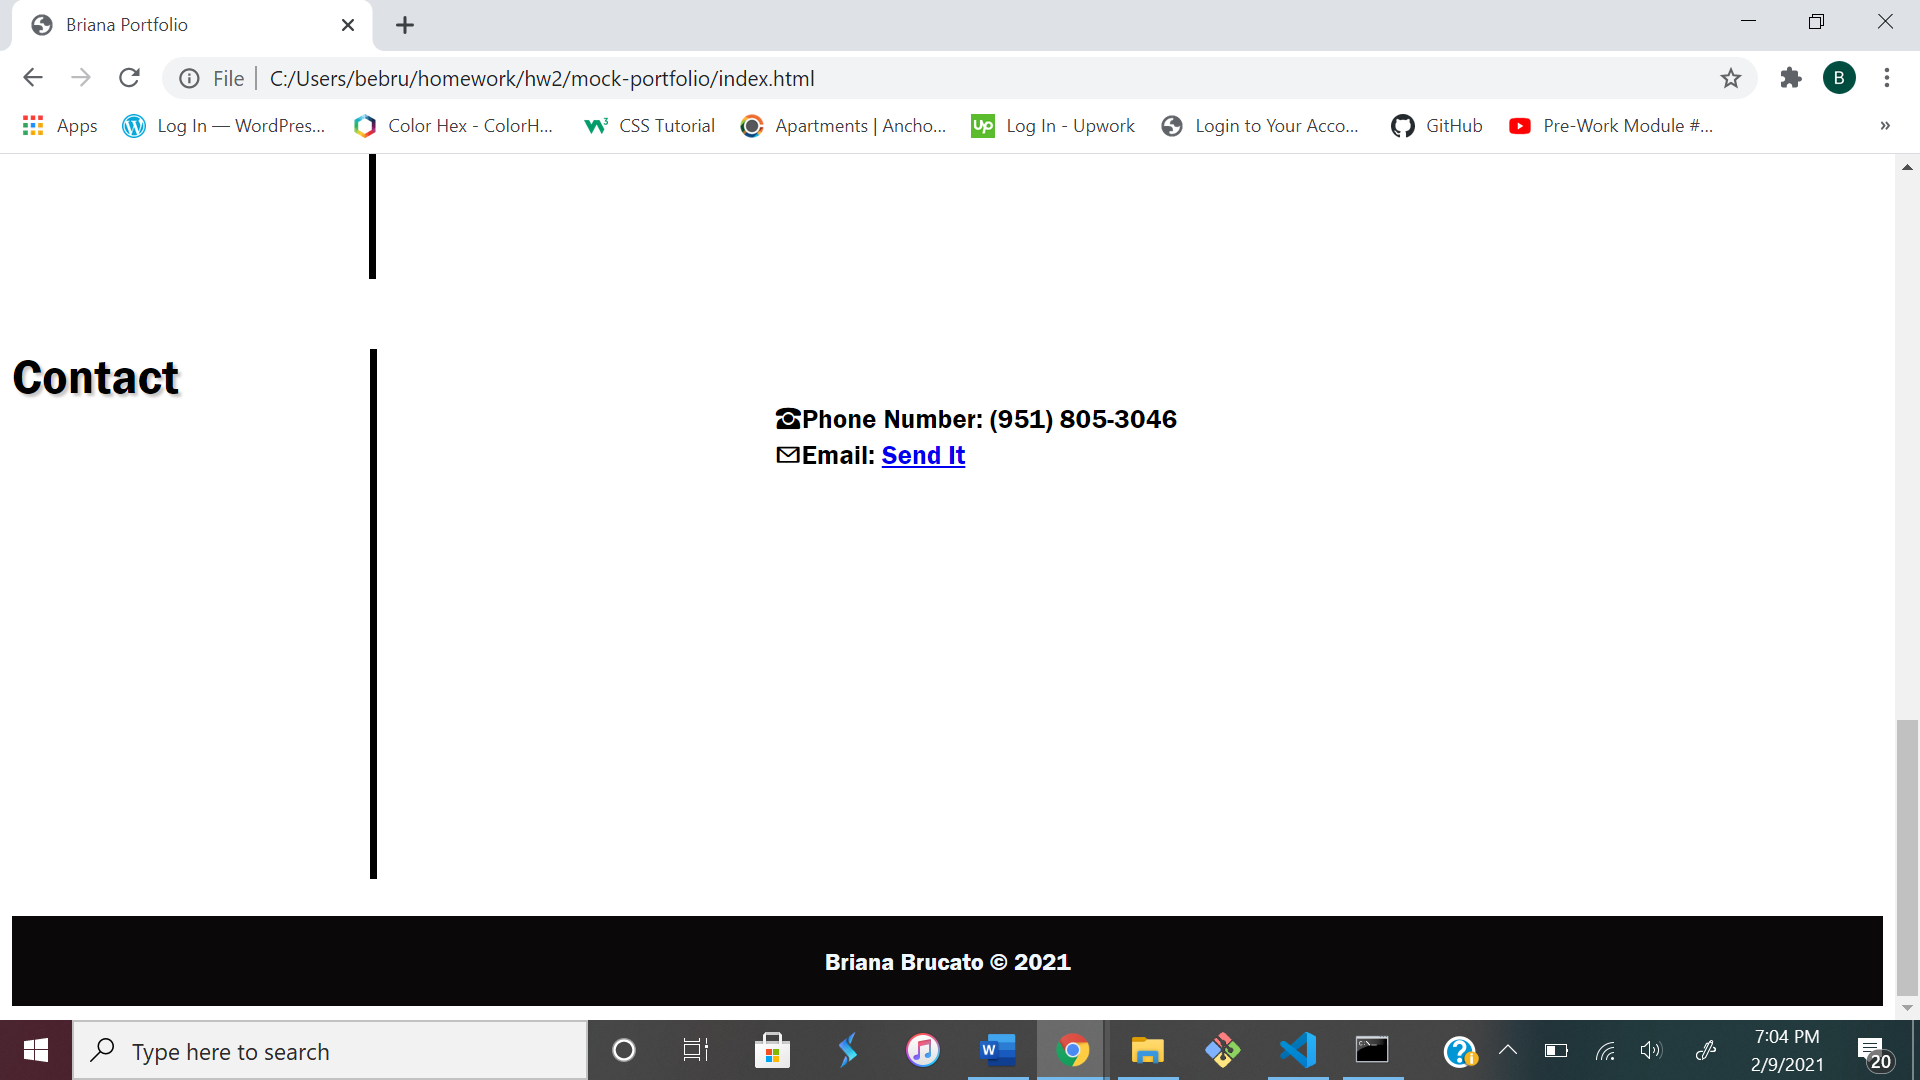 Briana Portfolio
File
C:/Users/bebru/homework/hw2/mock-portfolio/index.html
B
Apps
Log In — WordPres...
Color Hex - ColorH...
CSS Tutorial
Apartments | Ancho...
Up
Log In - Upwork
Login to Your Acco...
GitHub
Pre-Work Module #...
»
Contact
☎Phone Number: (951) 805-3046
✉Email: Send It
Briana Brucato © 2021
Type here to search
W
7:04 PM
2/9/2021
20